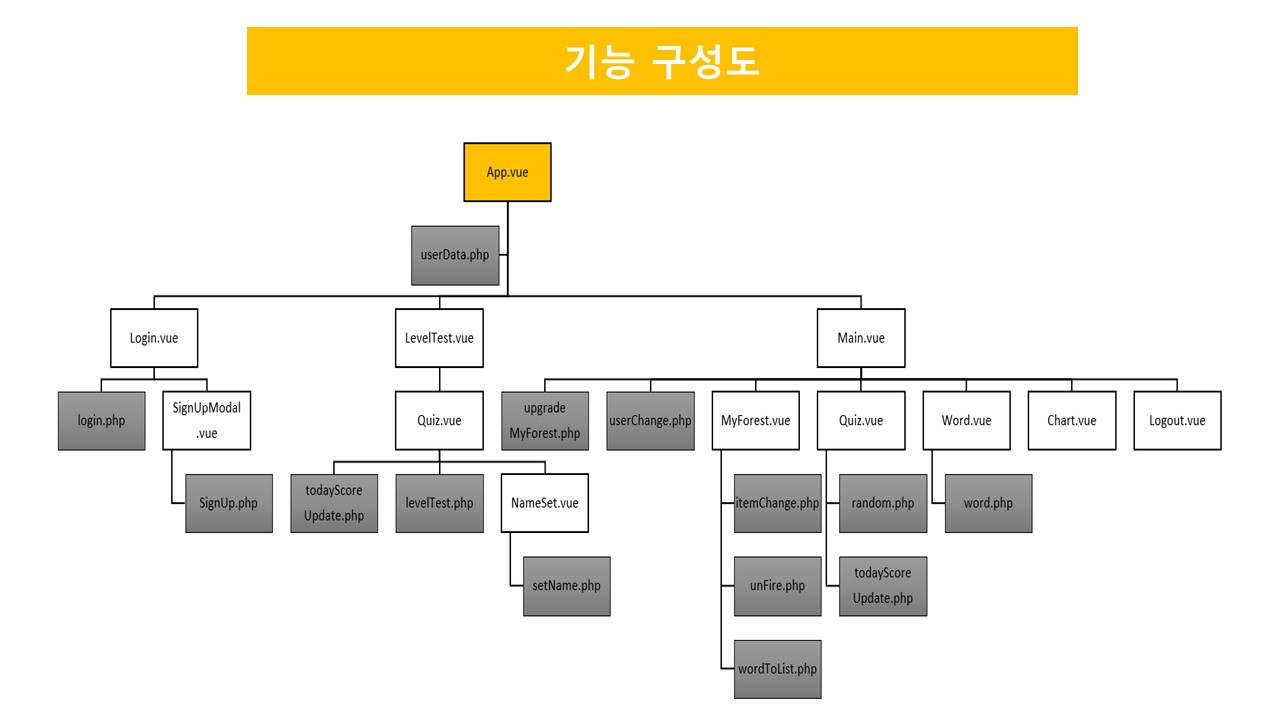 기능 구성도
App.vue
userData.php
Login.vue
LevelTest.vue
Main.vue
login.php
SignUpModal
.vue
Quiz.vue
upgrade
MyForest.php
userChange.php
MyForest.vue
Quiz.vue
Word.vue
Chart.vue
Logout.vue
SignUp.php
todayScore
Update.php
levelTest.php
NameSet.vue
itemChange.php
random.php
word.php
setName.php
unFire.php
todayScore
Update.php
wordToList.php